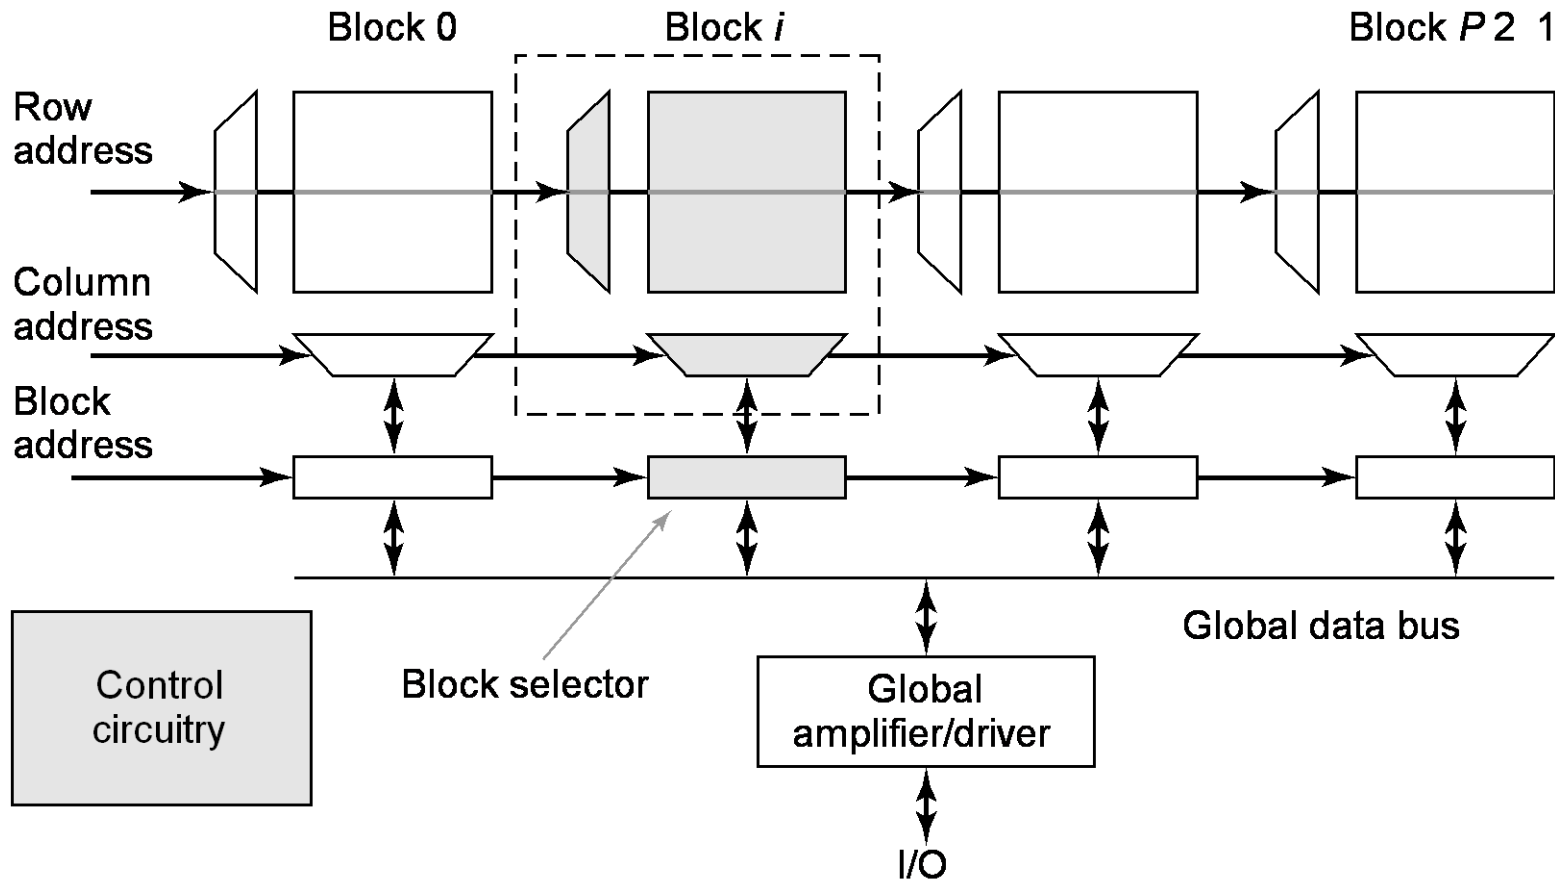 Block 0
Block i
Block P 2 1
Row
address
Column
address
Block
address
Global data bus
Control
circuitry
Block selector
Global
amplifier/driver
I/O